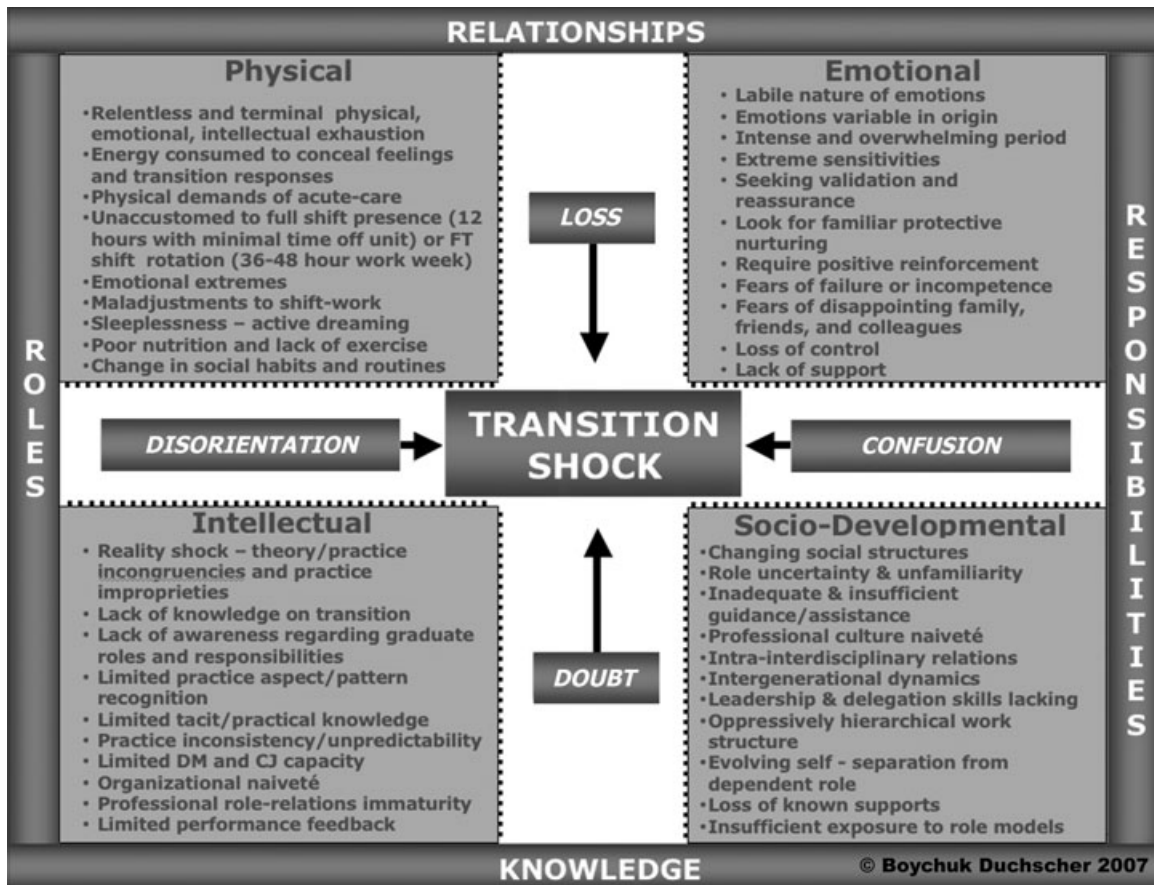 RELATIONSHIPS
Physical
•Relentless and terminal physical,
emotional, intellectual exhaustion
•Energy consumed to conceal feelings
and transition responses
•Physical demands of acute-care
•Unaccustomed to full shift presence (12
hours with minimal time off unit) or FT
shift rotation (36-48 hour work week)
•Emotional extremes
•Maladjustments to shift-work
•Sleeplessness – active dreaming
•Poor nutrition and lack of exercise
•Change in social habits and routines
Emotional
• Labile nature of emotions
• Emotions variable in origin
• Intense and overwhelming period
• Extreme sensitivities
• Seeking validation and
reassurance
• Look for familiar protective
nurturing
• Require positive reinforcement
• Fears of failure or incompetence
• Fears of disappointing family,
friends, and colleagues
• Loss of control
• Lack of support
LOSS
ROLES
DISORIENTATION
TRANSITION
SHOCK
CONFUSION
RESPONSIBILITIES
DOUBT
Intellectual
• Reality shock – theory/practice
incongruencies and practice
improprieties
• Lack of knowledge on transition
• Lack of awareness regarding graduate
roles and responsibilities
• Limited practice aspect/pattern
recognition
• Limited tacit/practical knowledge
• Practice inconsistency/unpredictability
• Limited DM and CJ capacity
• Organizational naiveté
• Professional role-relations immaturity
• Limited performance feedback
Socio-Developmental
•Changing social structures
•Role uncertainty & unfamiliarity
•Inadequate & insufficient
guidance/assistance
•Professional culture naiveté
•Intra-interdisciplinary relations
•Intergenerational dynamics
•Leadership & delegation skills lacking
•Oppressively hierarchical work
structure
•Evolving self - separation from
dependent role
•Loss of known supports
•Insufficient exposure to role models
KNOWLEDGE
© Boychuk Duchscher 2007